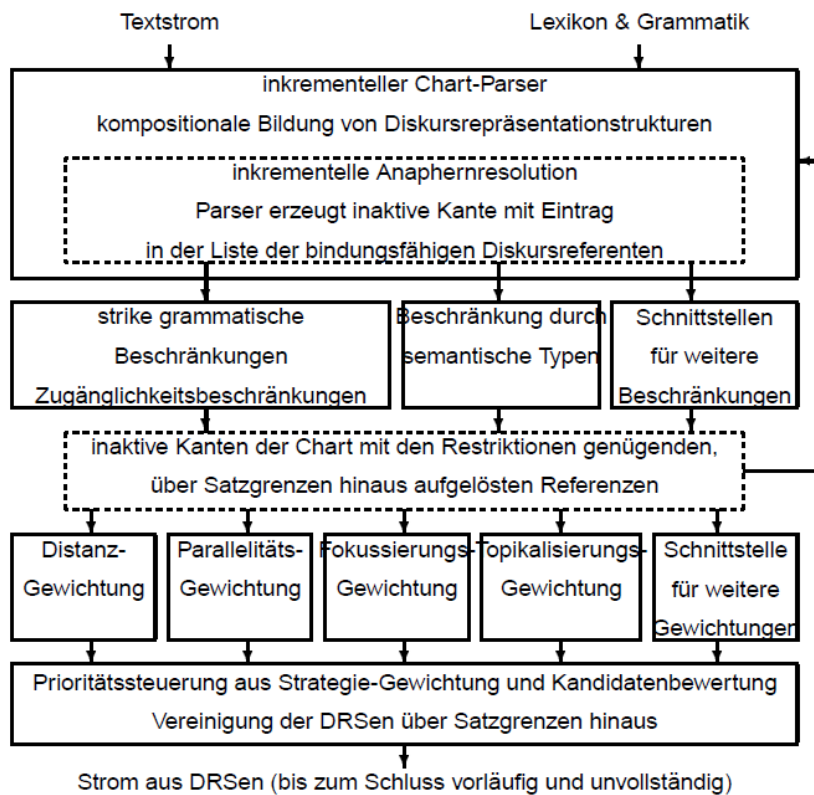 Textstrom
Lexikon & Grammatik
inkrementeller Chart-Parser
kompositionale Bildung von Diskursrepräsentationstrukturen
inkrementelle Anaphernresolution
Parser erzeugt inaktive Kante mit Eintrag
in der Liste der bindungsfähigen Diskursreferenten
strike grammatische
Beschränkungen
Zugänglichkeitsbeschränkungen
Beschränkung durch
semantische Typen
Schnittstellen
für weitere
Beschränkungen
inaktive Kanten der Chart mit den Restriktionen genügenden,
über Satzgrenzen hinaus aufgelösten Referenzen
Distanz-
Gewichtung
Parallelitäts-
Gewichtung
Fokussierungs-
Gewichtung
Topikalisierungs-
Gewichtung
Schnittstelle
für weitere
Gewichtungen
Prioritätssteuerung aus Strategie-Gewichtung und Kandidatenbewertung
Vereinigung der DRSen über Satzgrenzen hinaus
Strom aus DRSen (bis zum Schluss vorläufig und unvollständig)